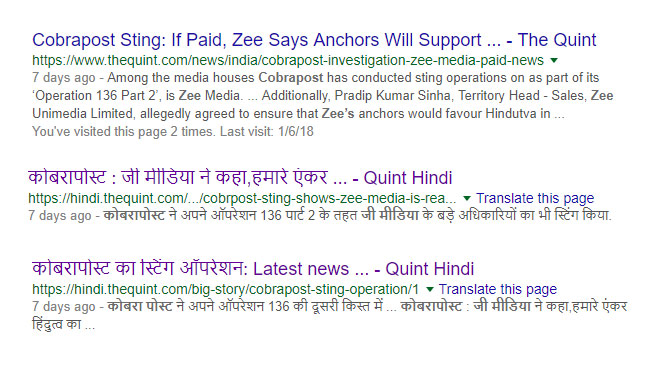 Cobrapost Sting: If Paid, Zee Says Anchors Will Support ... - The Quint
https://www.thequint.com/news/india/cobrapost-investigation-zee-media-paid-news
7 days ago - Among the media houses Cobrapost has conducted sting operations on as part of its
‘Operation 136 Part 2’, is Zee Media. ... Additionally, Pradip Kumar Sinha, Territory Head - Sales, Zee
Unimedia Limited, allegedly agreed to ensure that Zee's anchors would favour Hindutva in ...
You've visited this page 2 times. Last visit: 1/6/18
कोबरापोस्ट : जी मीडिया ने कहा,हमारे एंकर ... - Quint Hindi
https://hindi.thequint.com/.../cobrpost-sting-shows-zee-media-is-rea... Translate this page
7 days ago - कोबरापोस्ट ने अपने ऑपरेशन 136 पार्ट 2 के तहत जी मीडिया के बड़े अधिकारियों का भी स्टिंग किया.
कोबरापोस्ट का स्टिंग ऑपरेशन: Latest news ... - Quint Hindi
https://hindi.thequint.com/big-story/cobrapost-sting-operation/1 Translate this page
7 days ago - कोबरा पोस्ट ने अपने ऑपरेशन 136 की दूसरी किस्त में ... कोबरापोस्ट : जी मीडिया ने कहा,हमारे एंकर
हिंदुत्व का ...